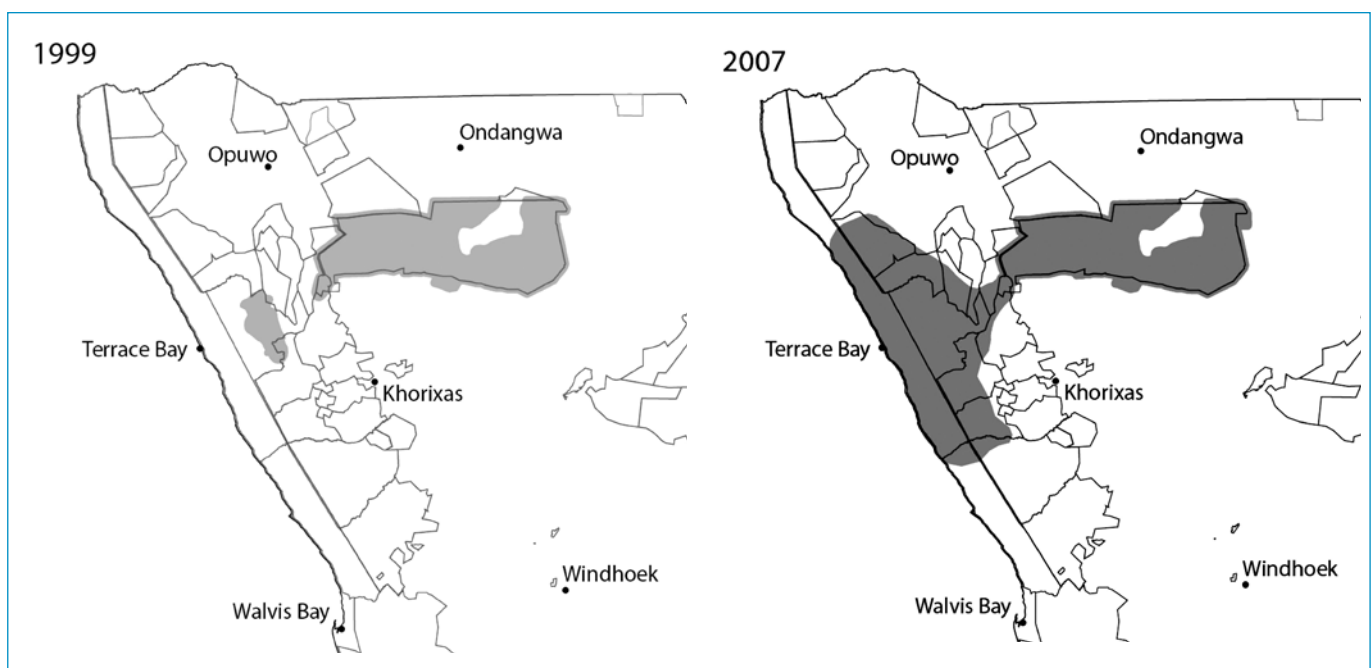 1999
Ondangwa
Opuwo
Terrace Bay
Khorixas
Windhoek
Walvis Bay
2007
Ondangwa
Opuwo
Terrace Bay
Khorixas
Windhoek
Walvis Bay